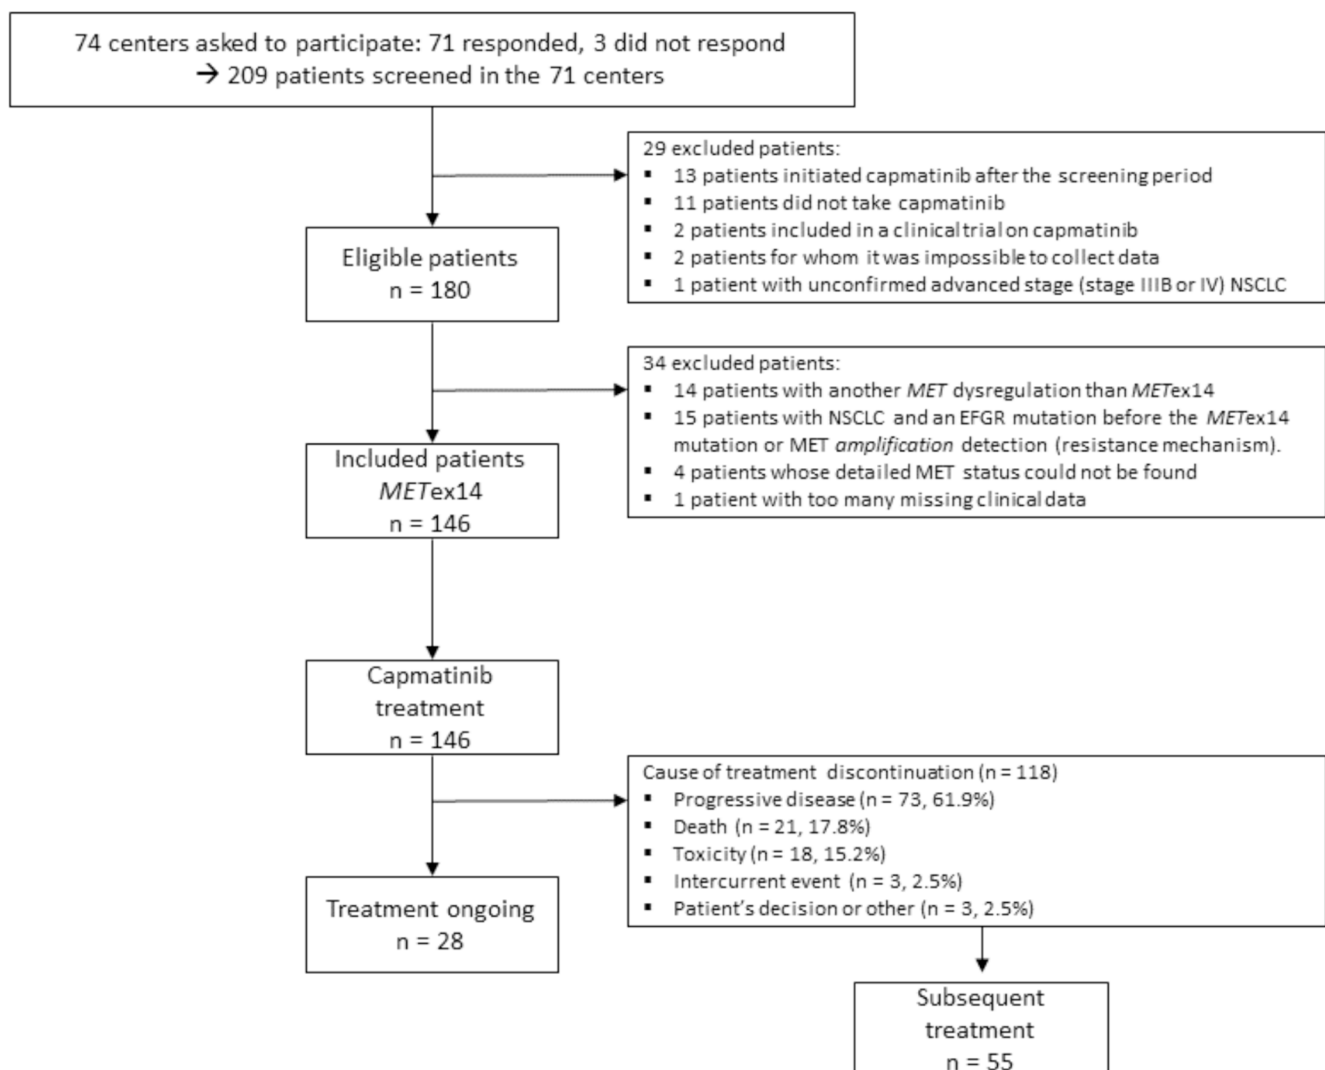 74 centers asked to participate: 71 responded, 3 did not respond
→ 209 patients screened in the 71 centers
29 excluded patients:
▪ 13 patients initiated capmatinib after the screening period
▪ 11 patients did not take capmatinib
▪ 2 patients included in a clinical trial on capmatinib
▪ 2 patients for whom it was impossible to collect data
▪ 1 patient with unconfirmed advanced stage (stage IIIB or IV) NSCLC
Eligible patients
n = 180
34 excluded patients:
▪ 14 patients with another MET dysregulation than METex14
▪ 15 patients with NSCLC and an EFGR mutation before the METex14
mutation or MET amplification detection (resistance mechanism).
▪ 4 patients whose detailed MET status could not be found
▪ 1 patient with too many missing clinical data
Included patients
METex14
n = 146
Capmatinib
treatment
n = 146
Cause of treatment discontinuation (n = 118)
▪ Progressive disease (n = 73, 61.9%)
▪ Death (n = 21, 17.8%)
▪ Toxicity (n = 18, 15.2%)
▪ Intercurrent event (n = 3, 2.5%)
▪ Patient's decision or other (n = 3, 2.5%)
Treatment ongoing
n = 28
Subsequent
treatment
n = 55